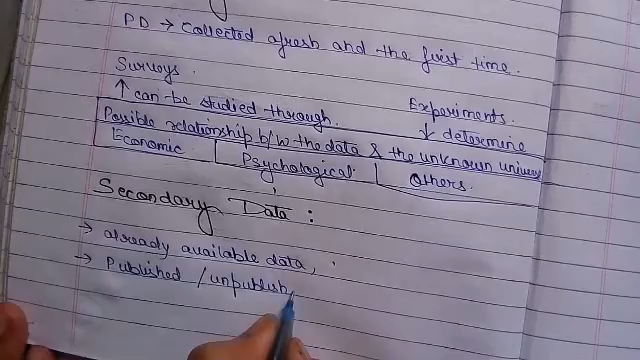 PD → Collected afresh and the first time.
Surveys.
↑ can be studied through. Experiments.
↓ determine
Possible relationship b/w the data & the unknown univers
Economic Psychological Others.
Secondary Data :
→ already available data,
→ Published / unpublish